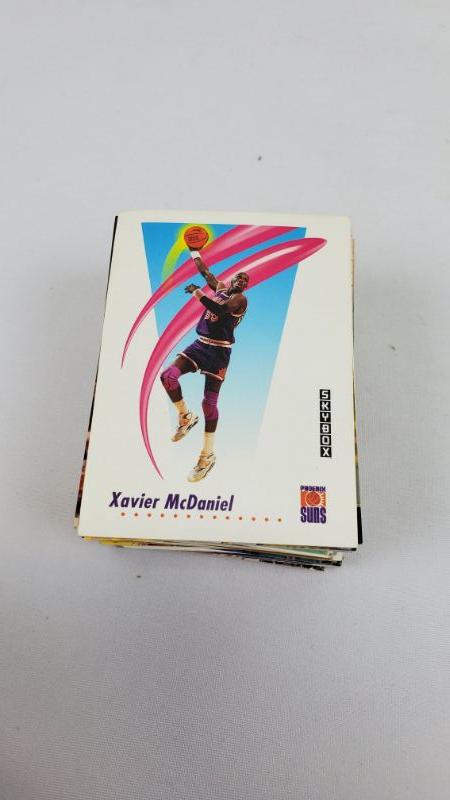 SKYBOX
Xavier McDaniel
PHOENIX
SUNS